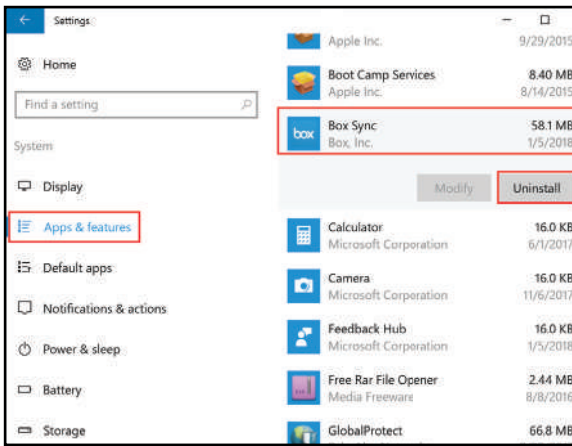 Settings
Home
Find a setting
System
Display
Apps & features
Default apps
Notifications & actions
Power & sleep
Battery
Storage
Apple Inc. 9/29/2015
Boot Camp Services 8.40 MB
Apple Inc. 8/14/2015
box
Box Sync 58.1 MB
Box, Inc. 1/5/2018
Modify Uninstall
Calculator 16.0 KB
Microsoft Corporation 6/1/2017
Camera 16.0 KB
Microsoft Corporation 11/6/2017
Feedback Hub 16.0 KB
Microsoft Corporation 1/5/2018
Free Rar File Opener 2.44 MB
Media Freeware 8/8/2016
GlobalProtect 66.8 MB